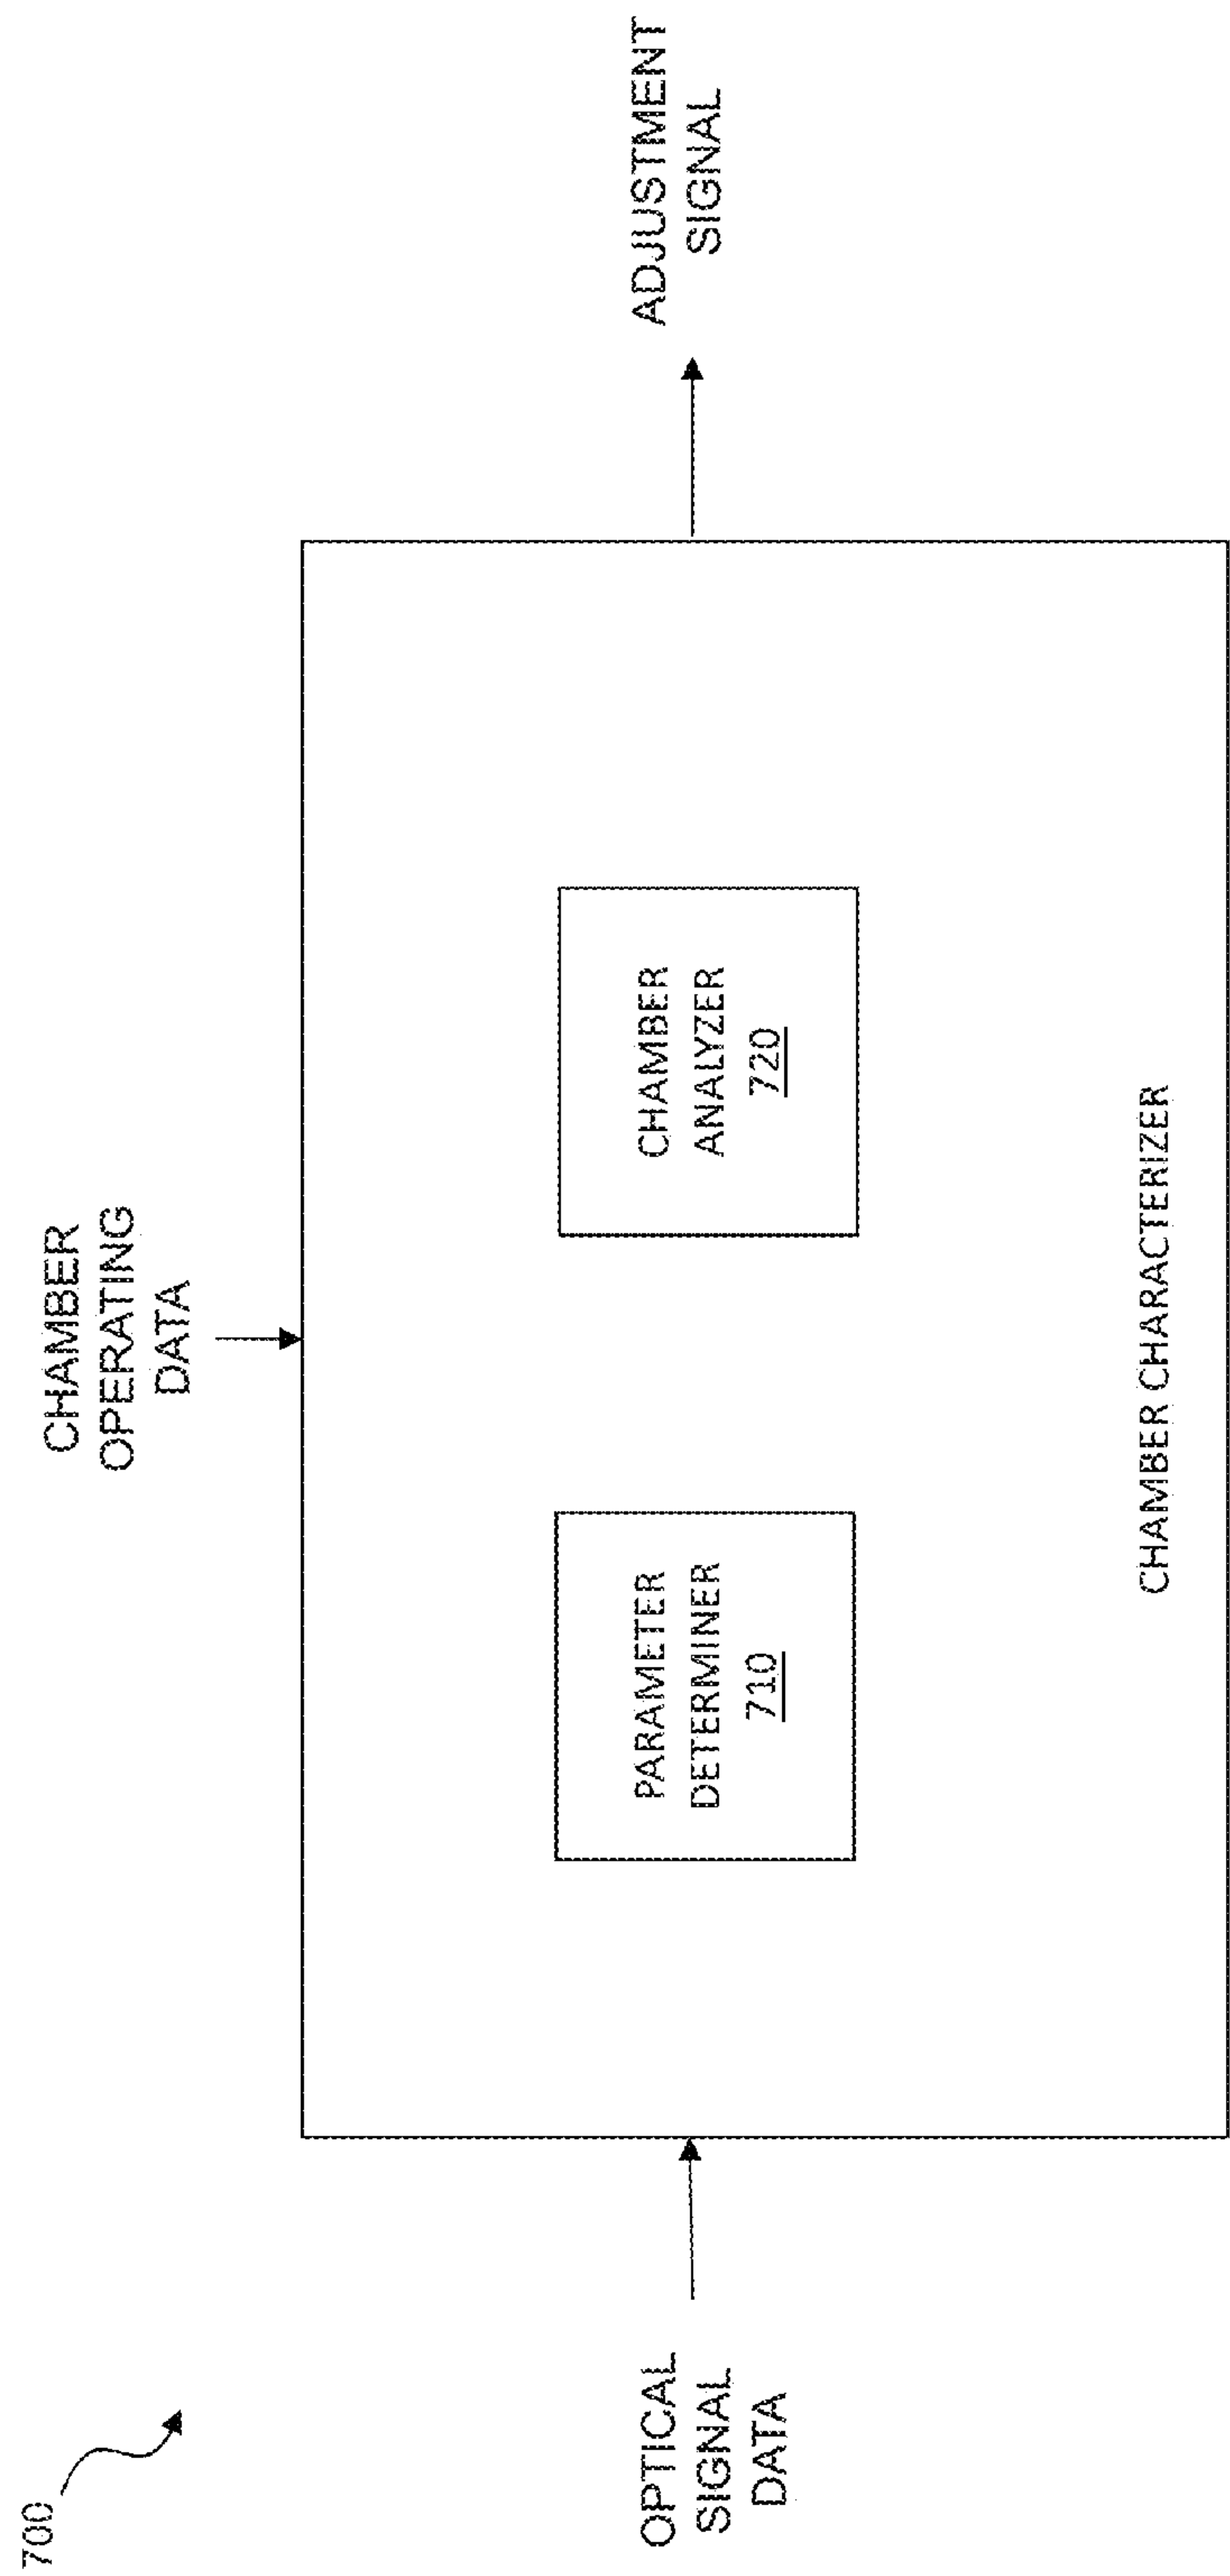 700
CHAMBER
OPERATING
DATA
OPTICAL
SIGNAL
DATA
PARAMETER
DETERMINER
710
CHAMBER
ANALYZER
720
ADJUSTMENT
SIGNAL
CHAMBER CHARACTERIZER